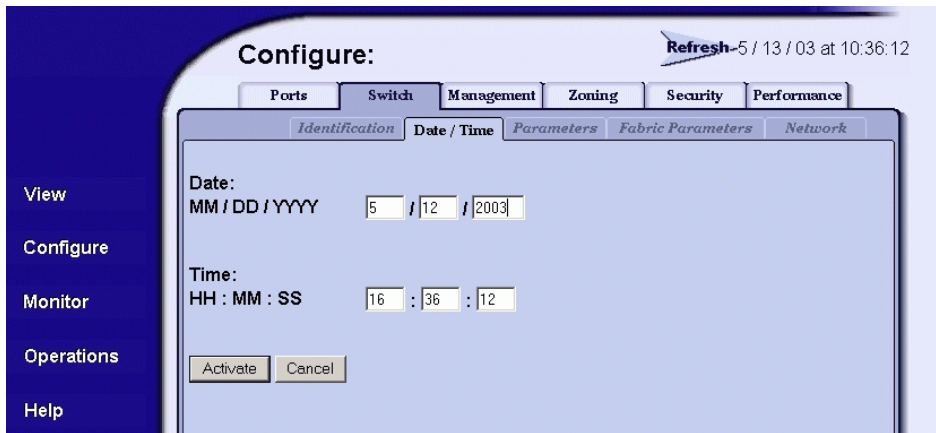 Configure:
Refresh-5 / 13 / 03 at 10:36:12
Ports Switch Management Zoning Security Performance
Identification Date / Time Parameters Fabric Parameters Network
View
Configure
Monitor
Operations
Help
Date:
MM / DD / YYYY 5 / 12 / 2003
Time:
HH : MM : SS 16 : 36 : 12
Activate Cancel